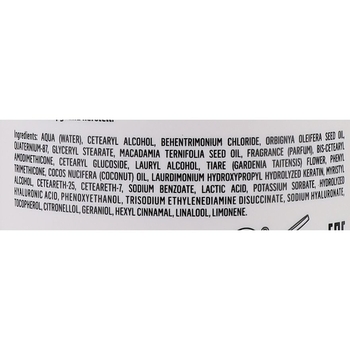 Ingredients: AQUA (WATER), CETEARYL ALCOHOL, BEHENTRIMONIUM CHLORIDE, ORBIGNYA OLEIFERA SEED OIL,
QUATERNIUM-87, GLYCERYL STEARATE, MACADAMIA TERNIFOLIA SEED OIL, FRAGRANCE (PARFUM), BIS-CETEARYL
AMODIMETHICONE, CETEARYL GLUCOSIDE, LAURYL ALCOHOL, TIARE (GARDENIA TAITENSIS) FLOWER, PHENYL
TRIMETHICONE, COCOS NUCIFERA (COCONUT) OIL, LAURDIMONIUM HYDROXYPROPYL HYDROLYZED KERATIN, MYRISTYL
ALCOHOL, CETEARETH-25, CETEARETH-7, SODIUM BENZOATE, LACTIC ACID, POTASSIUM SORBATE, HYDROLYZED
HYALURONIC ACID, PHENOXYETHANOL, TRISODIUM ETHYLENEDIAMINE DISUCCINATE, SODIUM HYALURONATE,
TOCOPHEROL, CITRONELLOL, GERANIOL, HEXYL CINNAMAL, LINALOOL, LIMONENE.